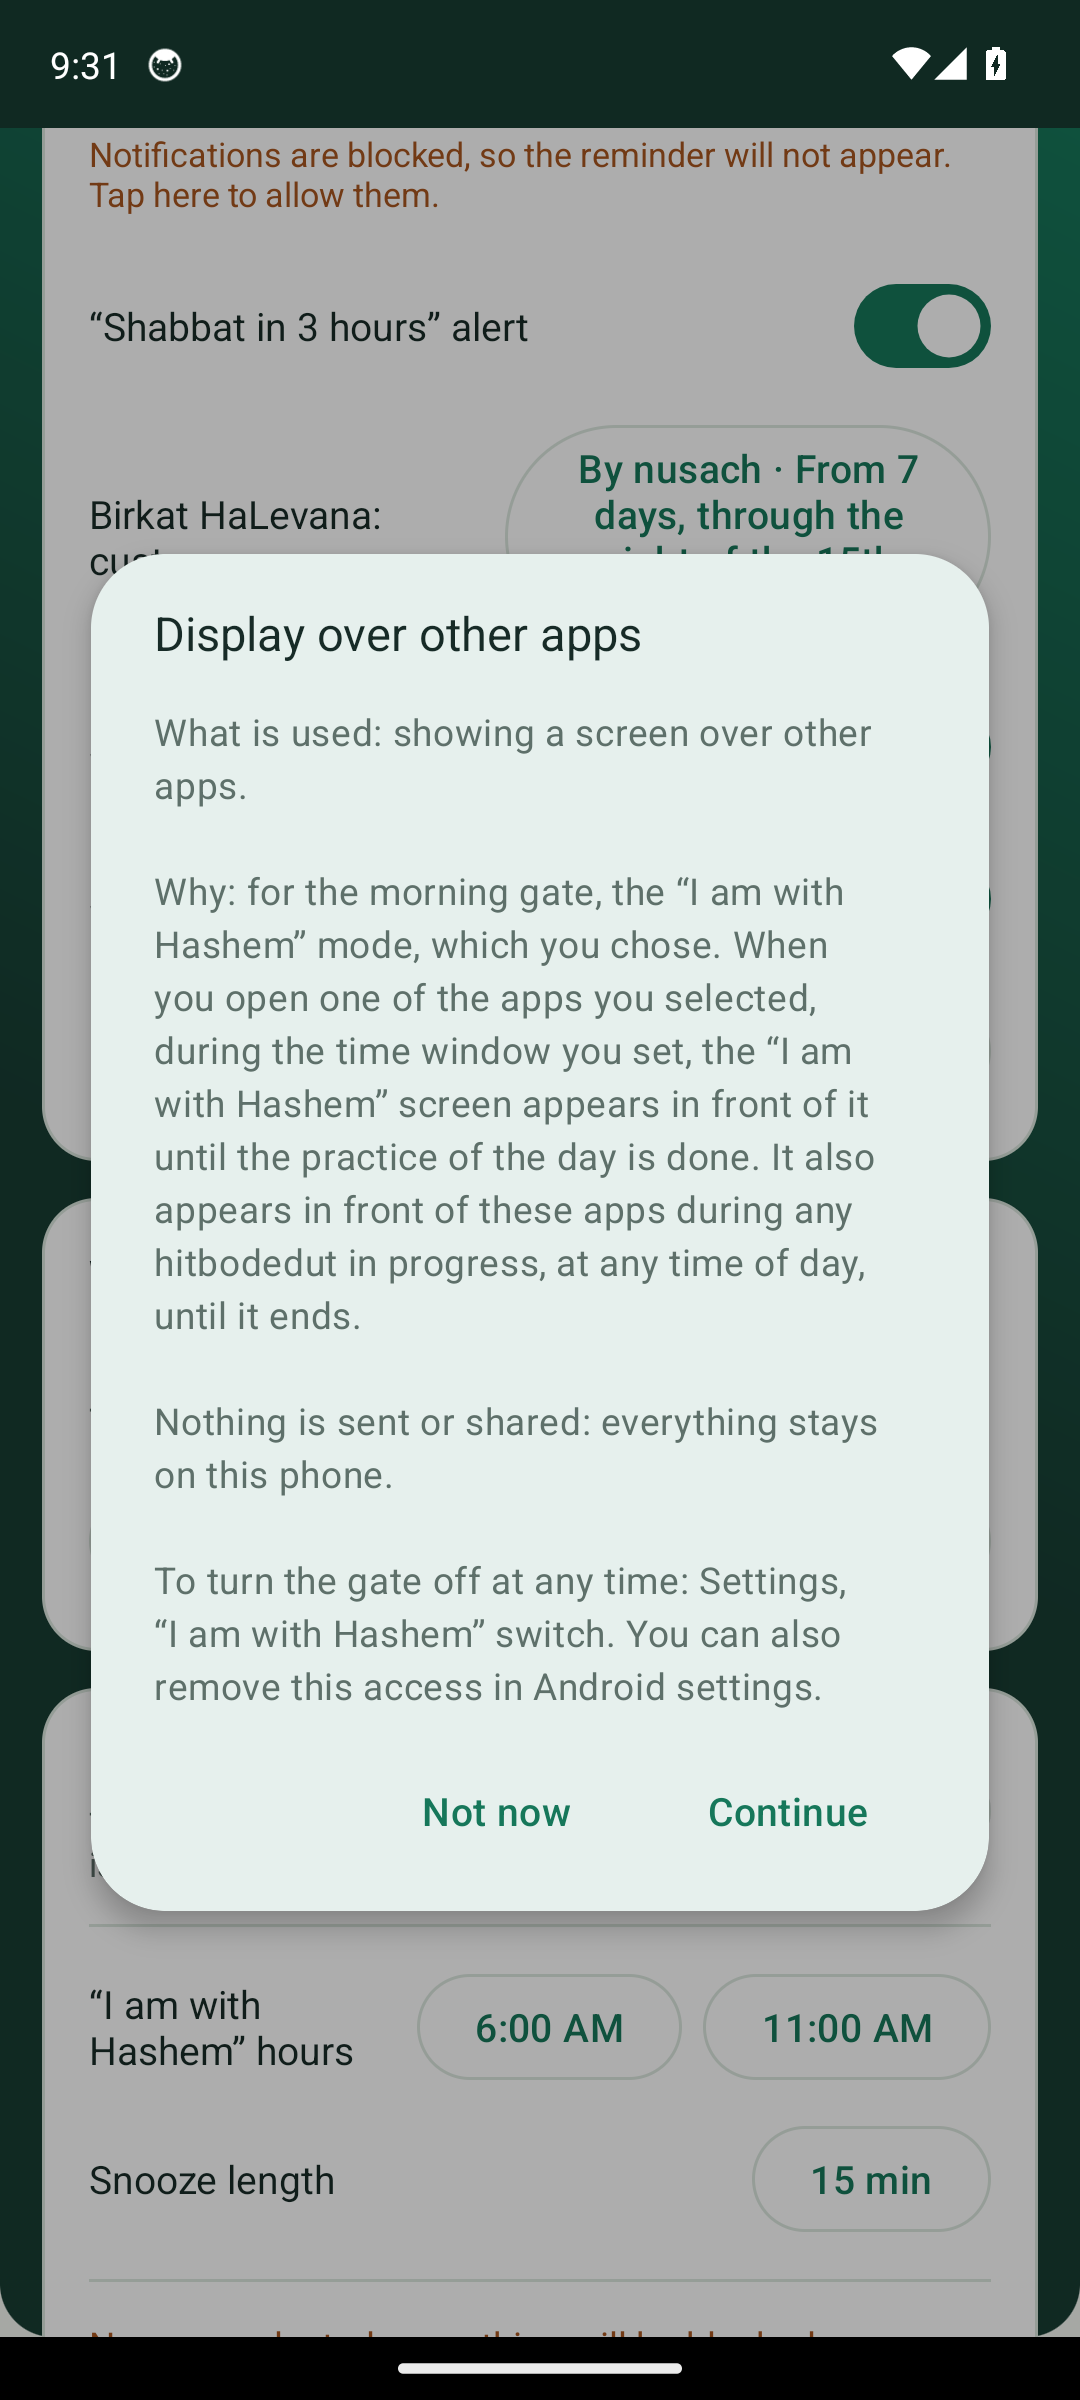 9:31
Notifications are blocked, so the reminder will not appear.
Tap here to allow them.
“Shabbat in 3 hours” alert
By nusach · From 7
days, through the
Birkat HaLevana:
Display over other apps
What is used: showing a screen over other
apps.
Why: for the morning gate, the “I am with
Hashem” mode, which you chose. When
you open one of the apps you selected,
during the time window you set, the “I am
with Hashem” screen appears in front of it
until the practice of the day is done. It also
appears in front of these apps during any
hitbodedut in progress, at any time of day,
until it ends.
Nothing is sent or shared: everything stays
on this phone.
To turn the gate off at any time: Settings,
“I am with Hashem” switch. You can also
remove this access in Android settings.
Not now
Continue
“I am with
Hashem” hours
6:00 AM
11:00 AM
Snooze length
15 min